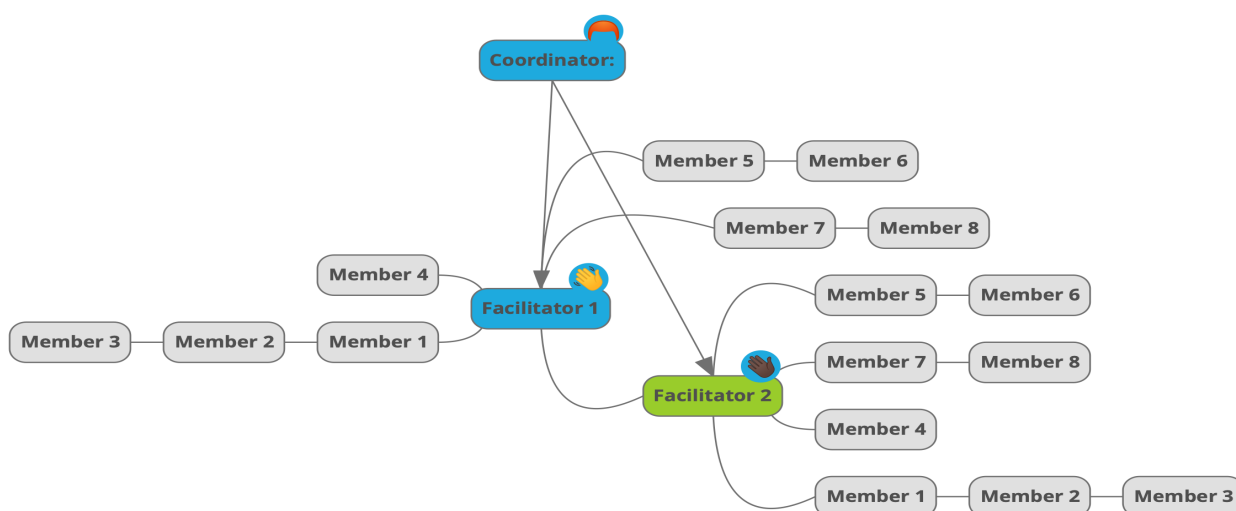 Coordinator:
Member 5
Member 6
Member 7
Member 8
Member 4
Facilitator 1
Member 5
Member 6
Member 3
Member 2
Member 1
Member 7
Member 8
Facilitator 2
Member 4
Member 1
Member 2
Member 3